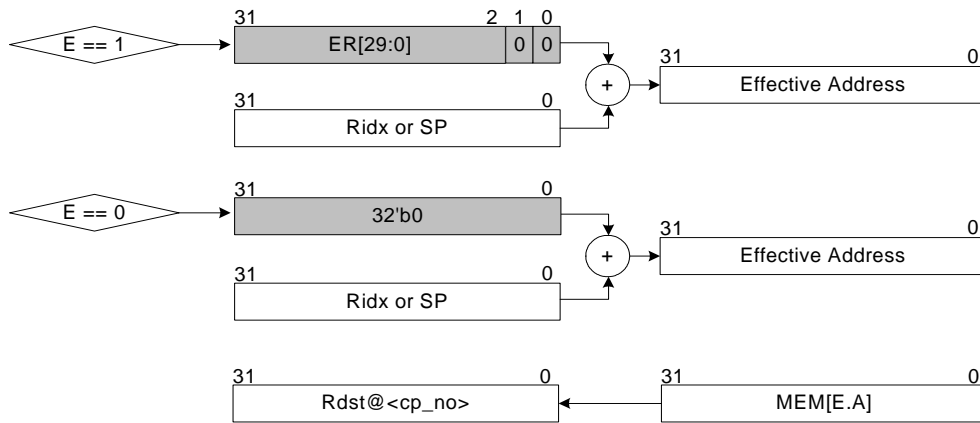 31 2 1 0
E == 1 ER[29:0] 0 0
31 0
+ Effective Address
31 0
Ridx or SP
31 0
E == 0 32'b0
31 0
+ Effective Address
31 0
Ridx or SP
31 0 31 0
Rdst@<cp_no> MEM[E.A]